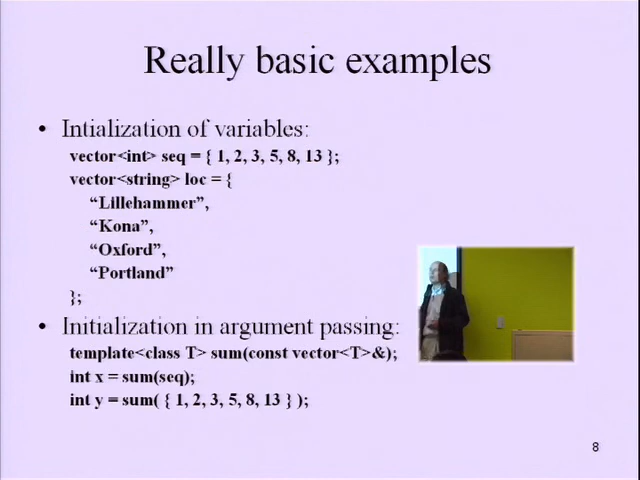 Really basic examples
• Intialization of variables:
vector<int> seq = { 1, 2, 3, 5, 8, 13 };
vector<string> loc = {
“Lillehammer”,
“Kona”,
“Oxford”,
“Portland”
};
• Initialization in argument passing:
template<class T> sum(const vector<T>&);
int x = sum(seq);
int y = sum( { 1, 2, 3, 5, 8, 13 } );
8